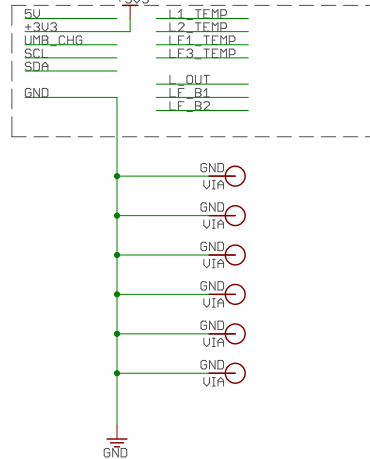 +3V3
5V
+3V3
UMB_CHG
SCL
SDA
GND
L1_TEMP
L2_TEMP
LF1_TEMP
LF3_TEMP
L_OUT
LF_B1
LF_B2
GND
VIA
GND
VIA
GND
VIA
GND
VIA
GND
VIA
GND
VIA
GND